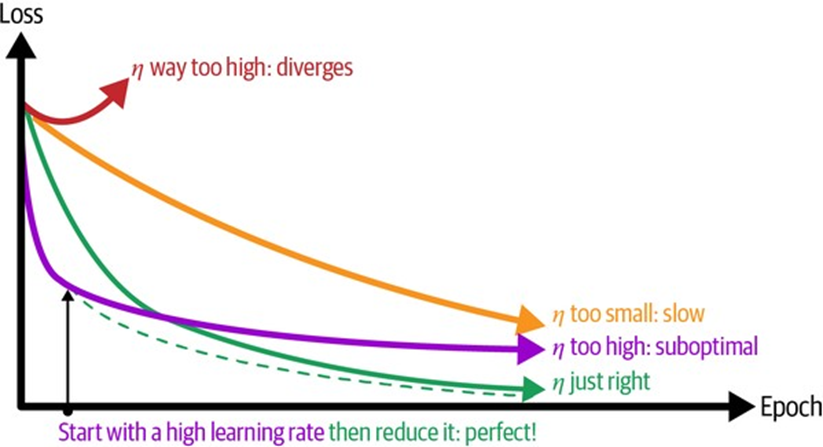 Loss
η way too high: diverges
η too small: slow
η too high: suboptimal
η just right
Epoch
Start with a high learning rate then reduce it: perfect!